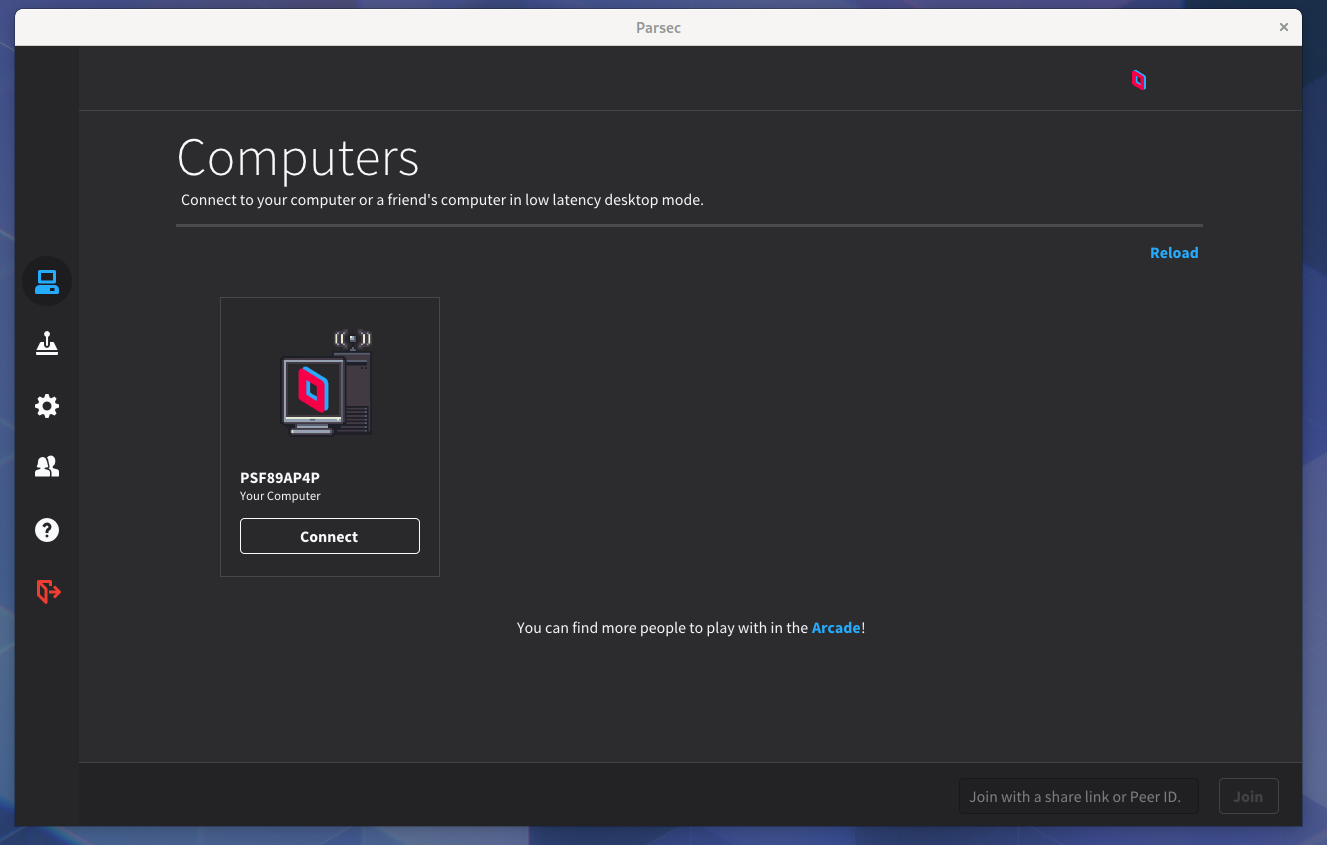 Parsec
Computers
Connect to your computer or a friend's computer in low latency desktop mode.
Reload
PSF89AP4P
Your Computer
Connect
You can find more people to play with in the Arcade!
Join with a share link or Peer ID.
Join